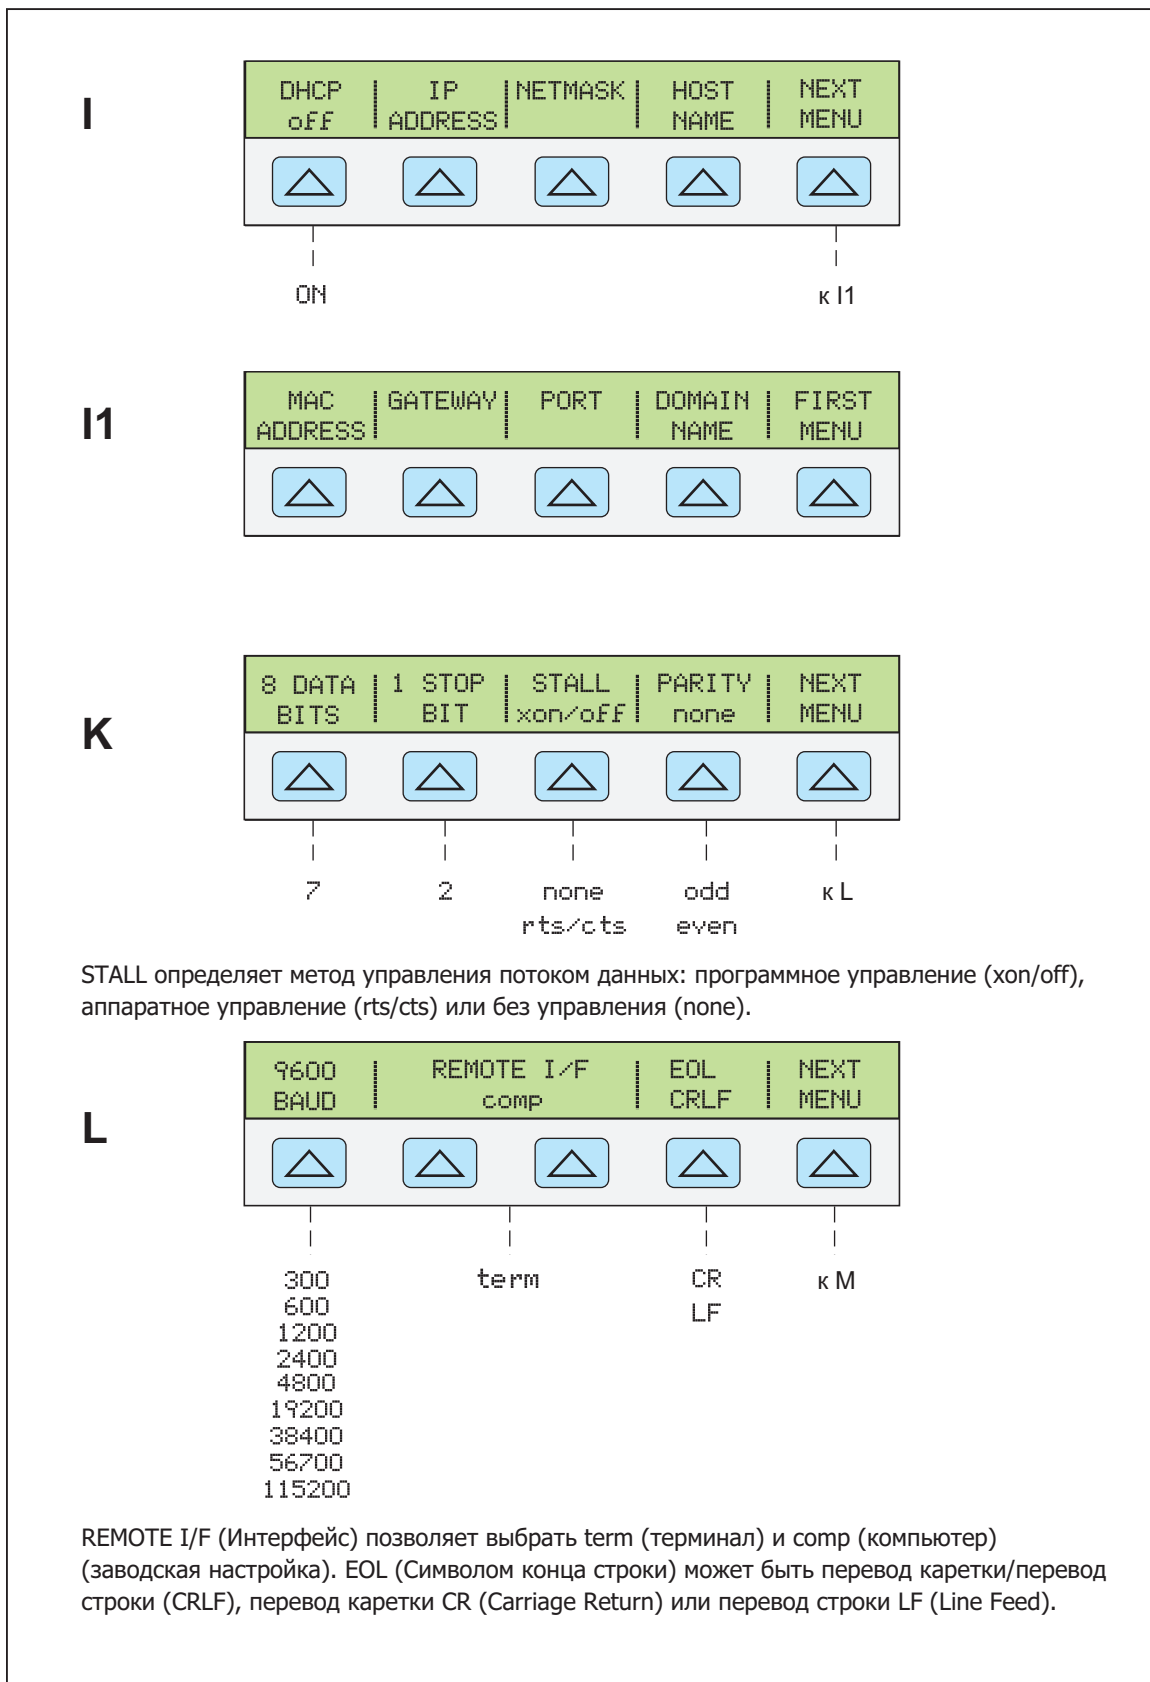 I
DHCP IP NETMASK HOST NEXT
off ADDRESS NAME MENU
ON к I1
I1
MAC GATEWAY PORT DOMAIN FIRST
ADDRESS NAME MENU
K
8 DATA 1 STOP STALL PARITY NEXT
BITS BIT xon/off none MENU
7 2 none odd к L
rts/cts even
STALL определяет метод управления потоком данных: программное управление (xon/off),
аппаратное управление (rts/cts) или без управления (none).
L
9600 REMOTE I/F EOL NEXT
BAUD comp CRLF MENU
300 term CR к M
600 LF
1200
2400
4800
19200
38400
56700
115200
REMOTE I/F (Интерфейс) позволяет выбрать term (терминал) и comp (компьютер)
(заводская настройка). EOL (Символом конца строки) может быть перевод каретки/перевод
строки (CRLF), перевод каретки CR (Carriage Return) или перевод строки LF (Line Feed).